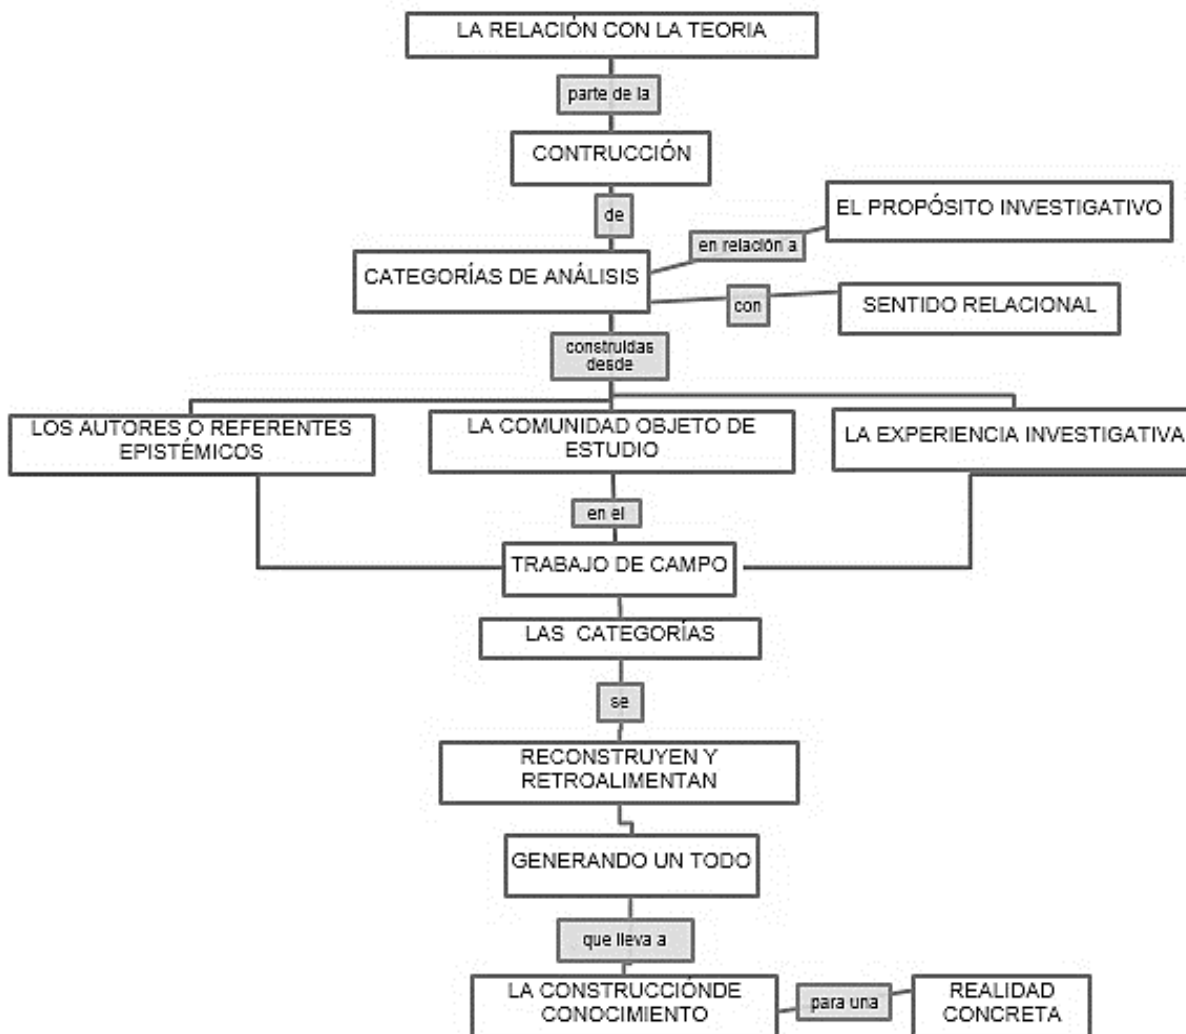 LA RELACIÓN CON LA TEORIA
parte de la
CONTRUCCIÓN
de
EL PROPÓSITO INVESTIGATIVO
en relación a
CATEGORÍAS DE ANÁLISIS
con
SENTIDO RELACIONAL
construidas
desde
LOS AUTORES O REFERENTES
EPISTÉMICOS
LA COMUNIDAD OBJETO DE
ESTUDIO
LA EXPERIENCIA INVESTIGATIVA
en el
TRABAJO DE CAMPO
LAS CATEGORÍAS
se
RECONSTRUYEN Y
RETROALIMENTAN
GENERANDO UN TODO
que lleva a
LA CONSTRUCCIÓNDE
CONOCIMIENTO
para una
REALIDAD
CONCRETA